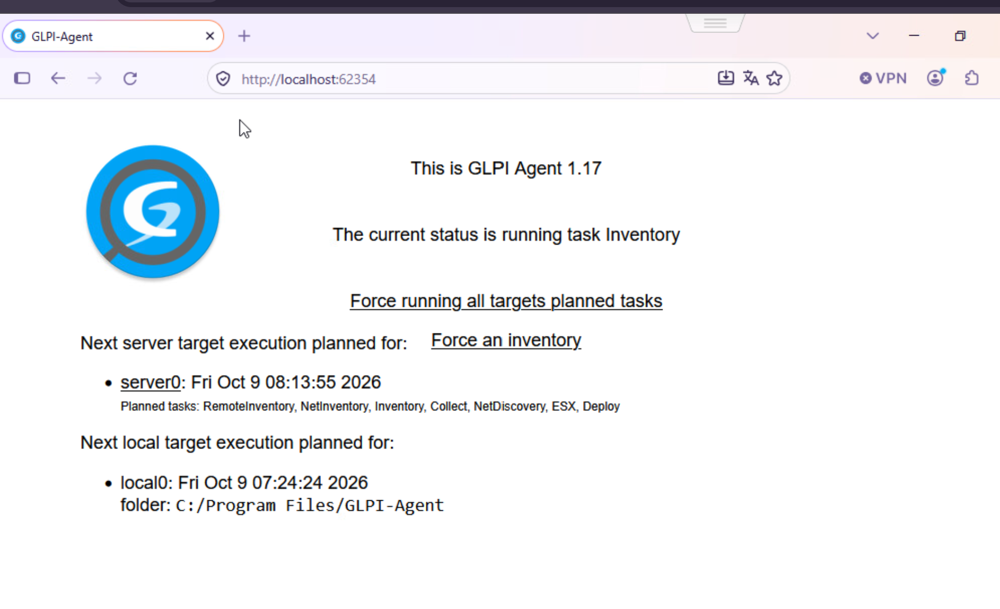 GLPI-Agent
http://localhost:62354
VPN
This is GLPI Agent 1.17
The current status is running task Inventory
Force running all targets planned tasks
Force an inventory
Next server target execution planned for:
server0: Fri Oct 9 08:13:55 2026
Planned tasks: RemoteInventory, NetInventory, Inventory, Collect, NetDiscovery, ESX, Deploy
Next local target execution planned for:
local0: Fri Oct 9 07:24:24 2026
folder: C:/Program Files/GLPI-Agent